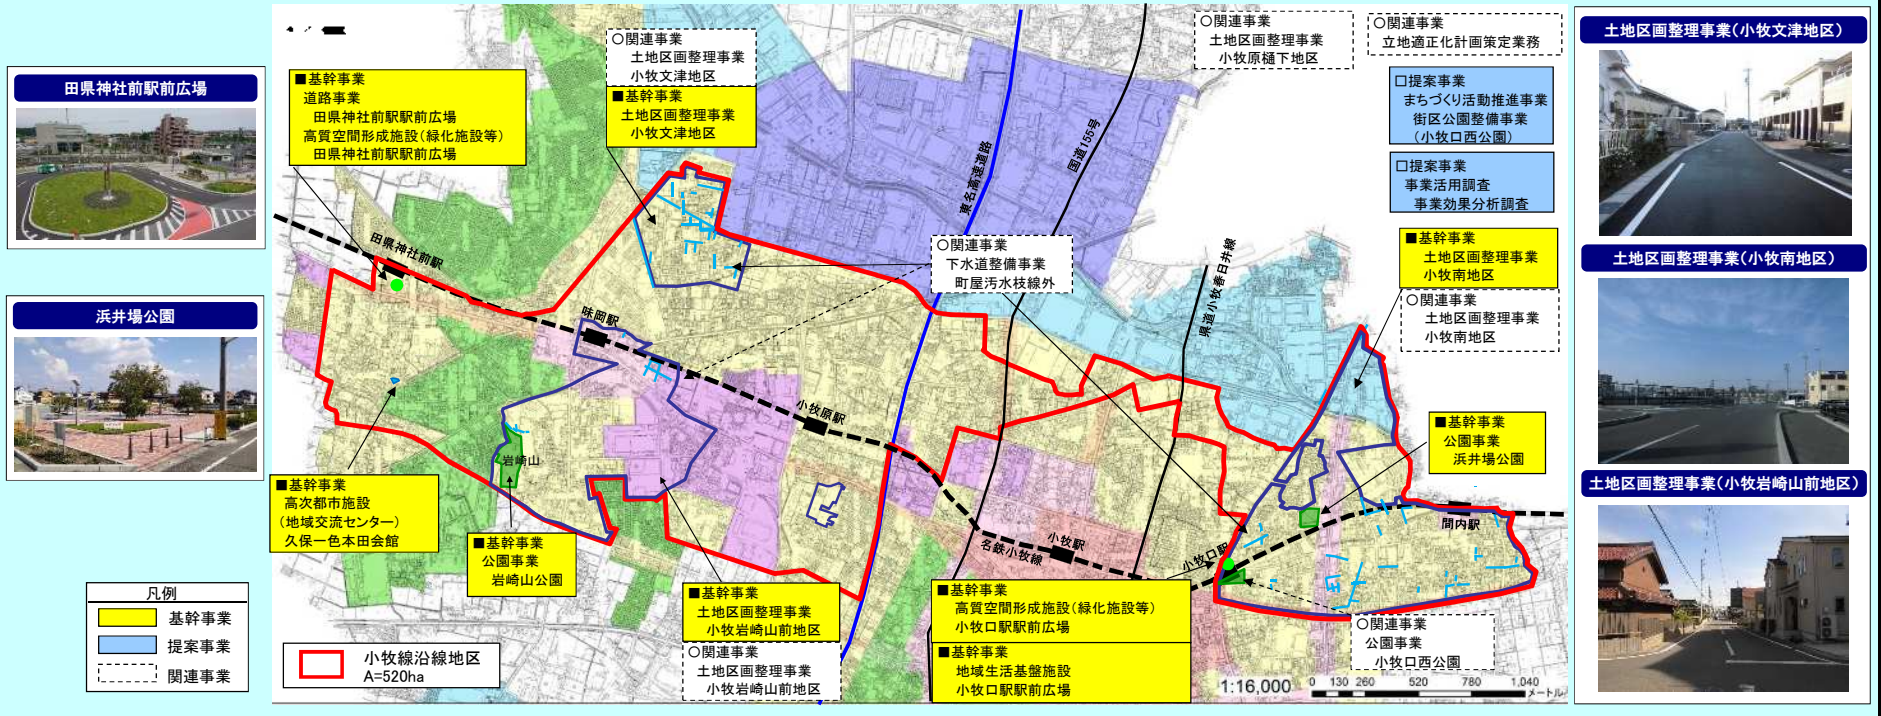 田県神社前駅前広場
浜井場公園
凡例
基幹事業
提案事業
関連事業
■基幹事業
道路事業
田県神社前駅駅前広場
高質空間形成施設(緑化施設等)
田県神社前駅駅前広場
○関連事業
土地区画整理事業
小牧文津地区
■基幹事業
土地区画整理事業
小牧文津地区
○関連事業
土地区画整理事業
小牧原樋下地区
○関連事業
立地適正化計画策定業務
□提案事業
まちづくり活動推進事業
街区公園整備事業
(小牧口西公園)
□提案事業
事業活用調査
事業効果分析調査
■基幹事業
土地区画整理事業
小牧南地区
○関連事業
土地区画整理事業
小牧南地区
○関連事業
下水道整備事業
町屋汚水枝線外
■基幹事業
公園事業
浜井場公園
東名高速道路
国道155号
県道小牧春日井線
田県神社前駅
味岡駅
小牧原駅
小牧駅
名鉄小牧線
小牧口駅
間内駅
岩崎山
■基幹事業
高次都市施設
(地域交流センター)
久保一色本田会館
■基幹事業
公園事業
岩崎山公園
■基幹事業
土地区画整理事業
小牧岩崎山前地区
○関連事業
土地区画整理事業
小牧岩崎山前地区
■基幹事業
高質空間形成施設(緑化施設等)
小牧口駅駅前広場
■基幹事業
地域生活基盤施設
小牧口駅駅前広場
○関連事業
公園事業
小牧口西公園
小牧線沿線地区
A=520ha
1:16,000
0 130 260 520 780 1,040
メートル
土地区画整理事業(小牧文津地区)
土地区画整理事業(小牧南地区)
土地区画整理事業(小牧岩崎山前地区)